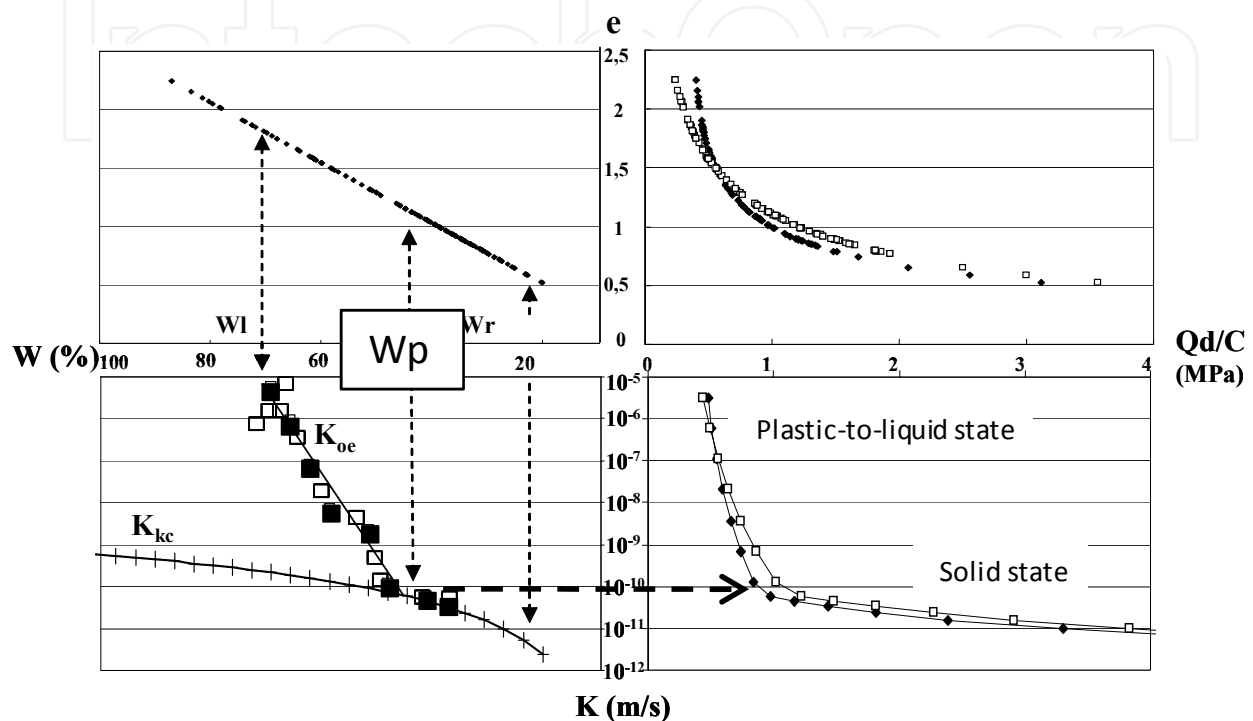 IntechOpen
e
2,5
2
1,5
1
0,5
0
Wl
Wp
Wr
W (%)
100
80
60
20
0
1
2
3
4
Qd/C
(MPa)
10-5
10-6
10-7
10-8
10-9
10-10
10-11
10-12
Koe
Kkc
Plastic-to-liquid state
Solid state
K (m/s)